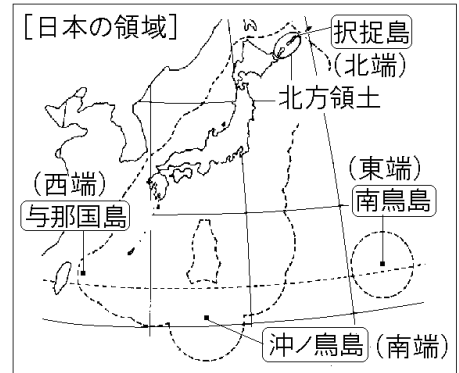 [日本の領域]
択捉島
(北端)
北方領土
(西端)
与那国島
(東端)
南鳥島
沖ノ鳥島 (南端)